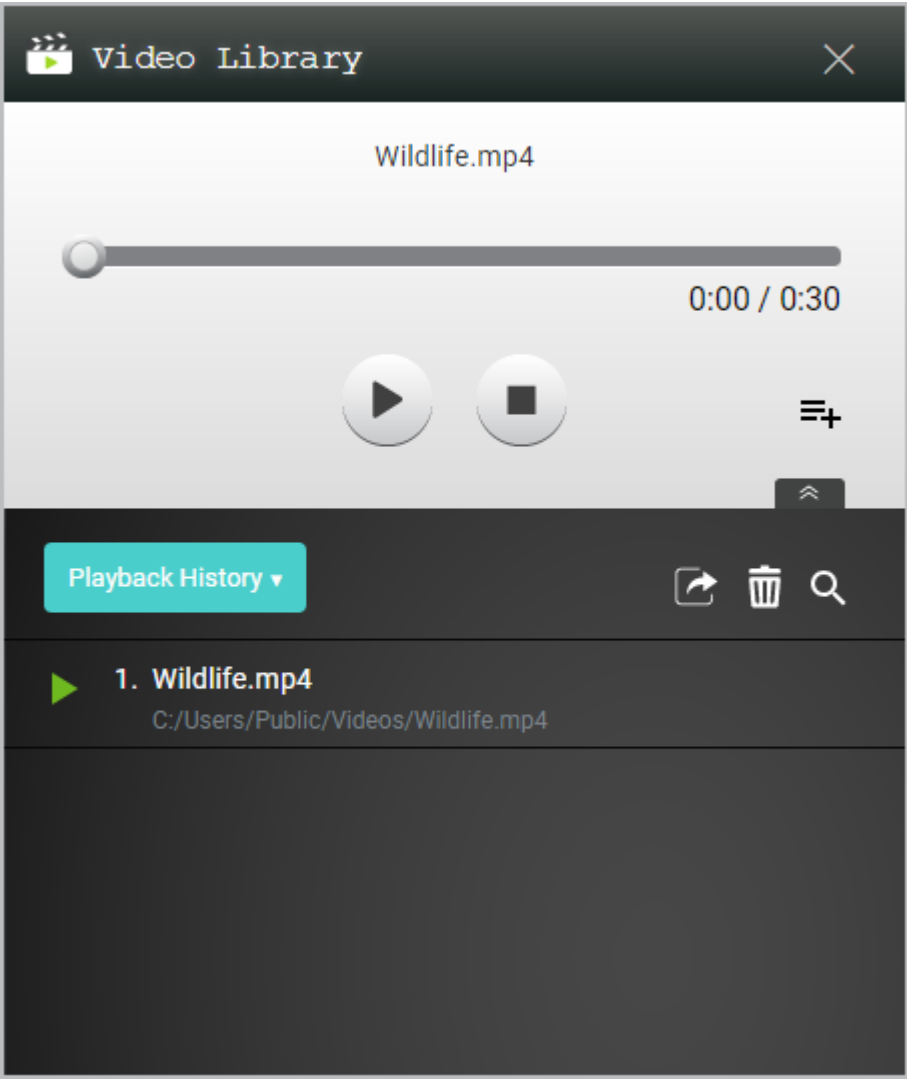 Video Library
Wildlife.mp4
0:00 / 0:30
Playback History ▾
1. Wildlife.mp4
C:/Users/Public/Videos/Wildlife.mp4